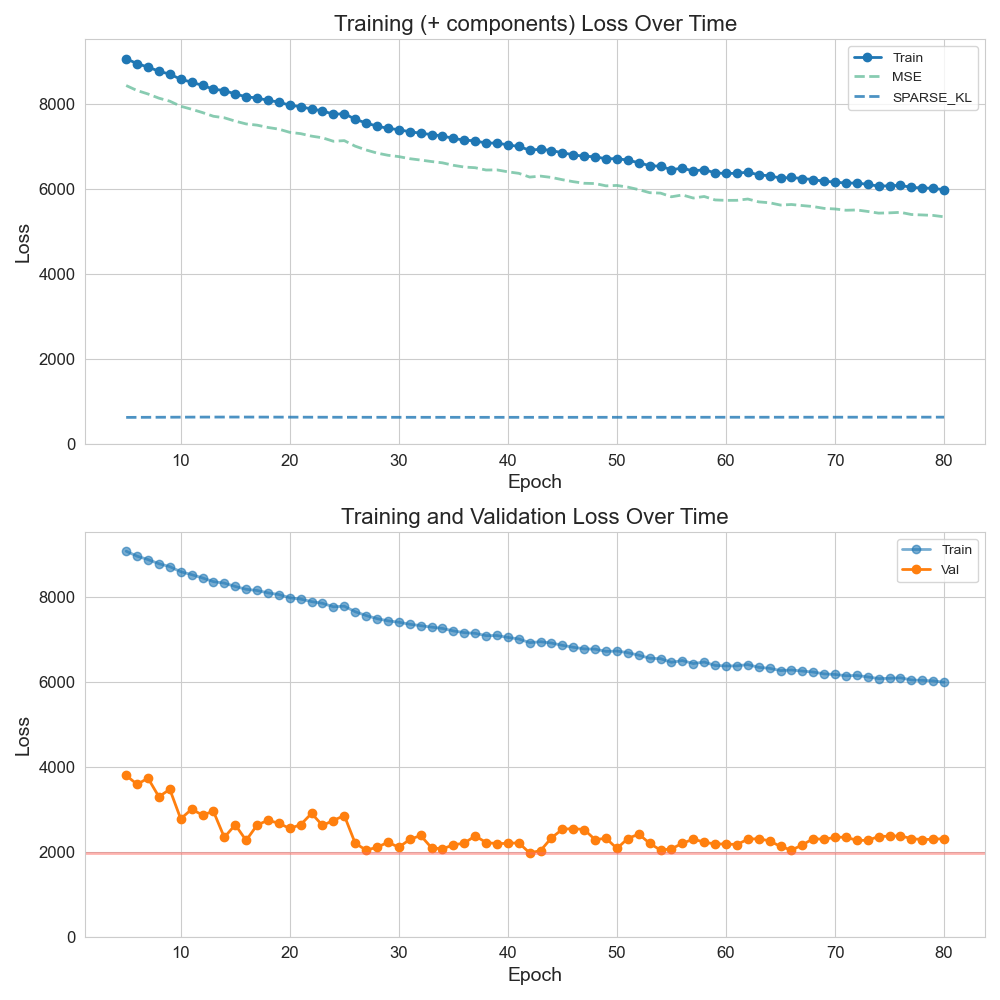 Training (+ components) Loss Over Time
Train
MSE
SPARSE_KL
Loss
8000
6000
4000
2000
0
10 20 30 40 50 60 70 80
Epoch
Training and Validation Loss Over Time
Train
Val
Loss
8000
6000
4000
2000
0
10 20 30 40 50 60 70 80
Epoch